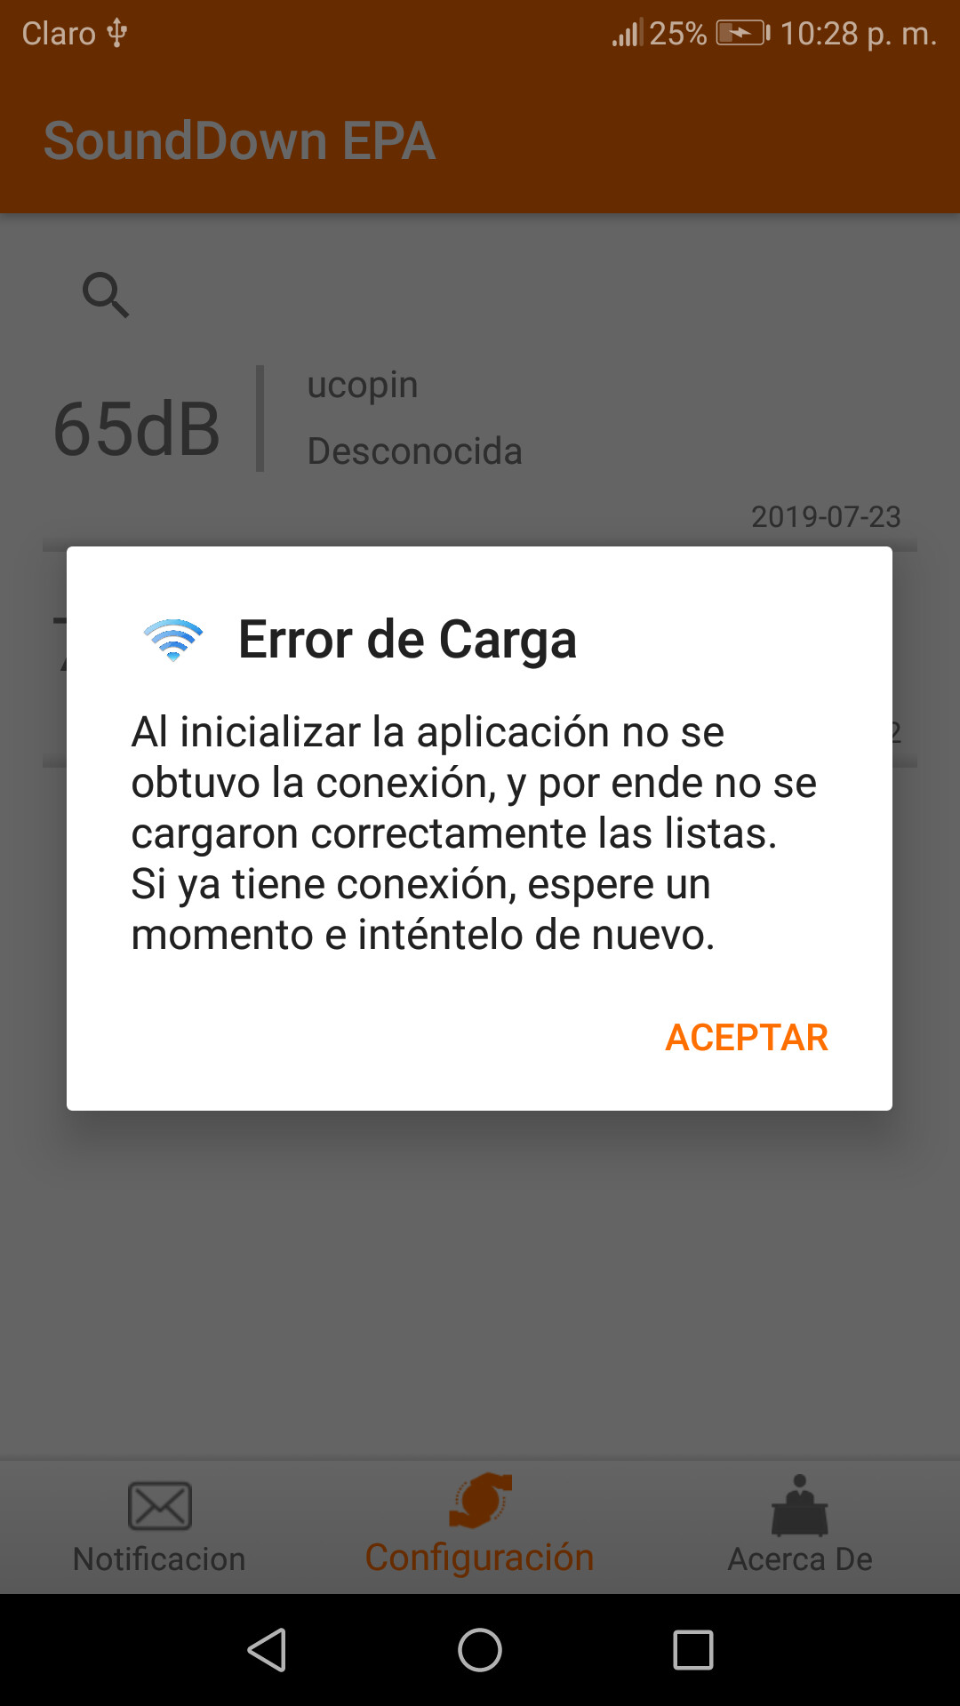 Claro 25% 10:28 p. m.
SoundDown EPA
65dB
ucopin
Desconocida
2019-07-23
Error de Carga
Al inicializar la aplicación no se
obtuvo la conexión, y por ende no se
cargaron correctamente las listas.
Si ya tiene conexión, espere un
momento e inténtelo de nuevo.
ACEPTAR
Notificacion
Configuración
Acerca De